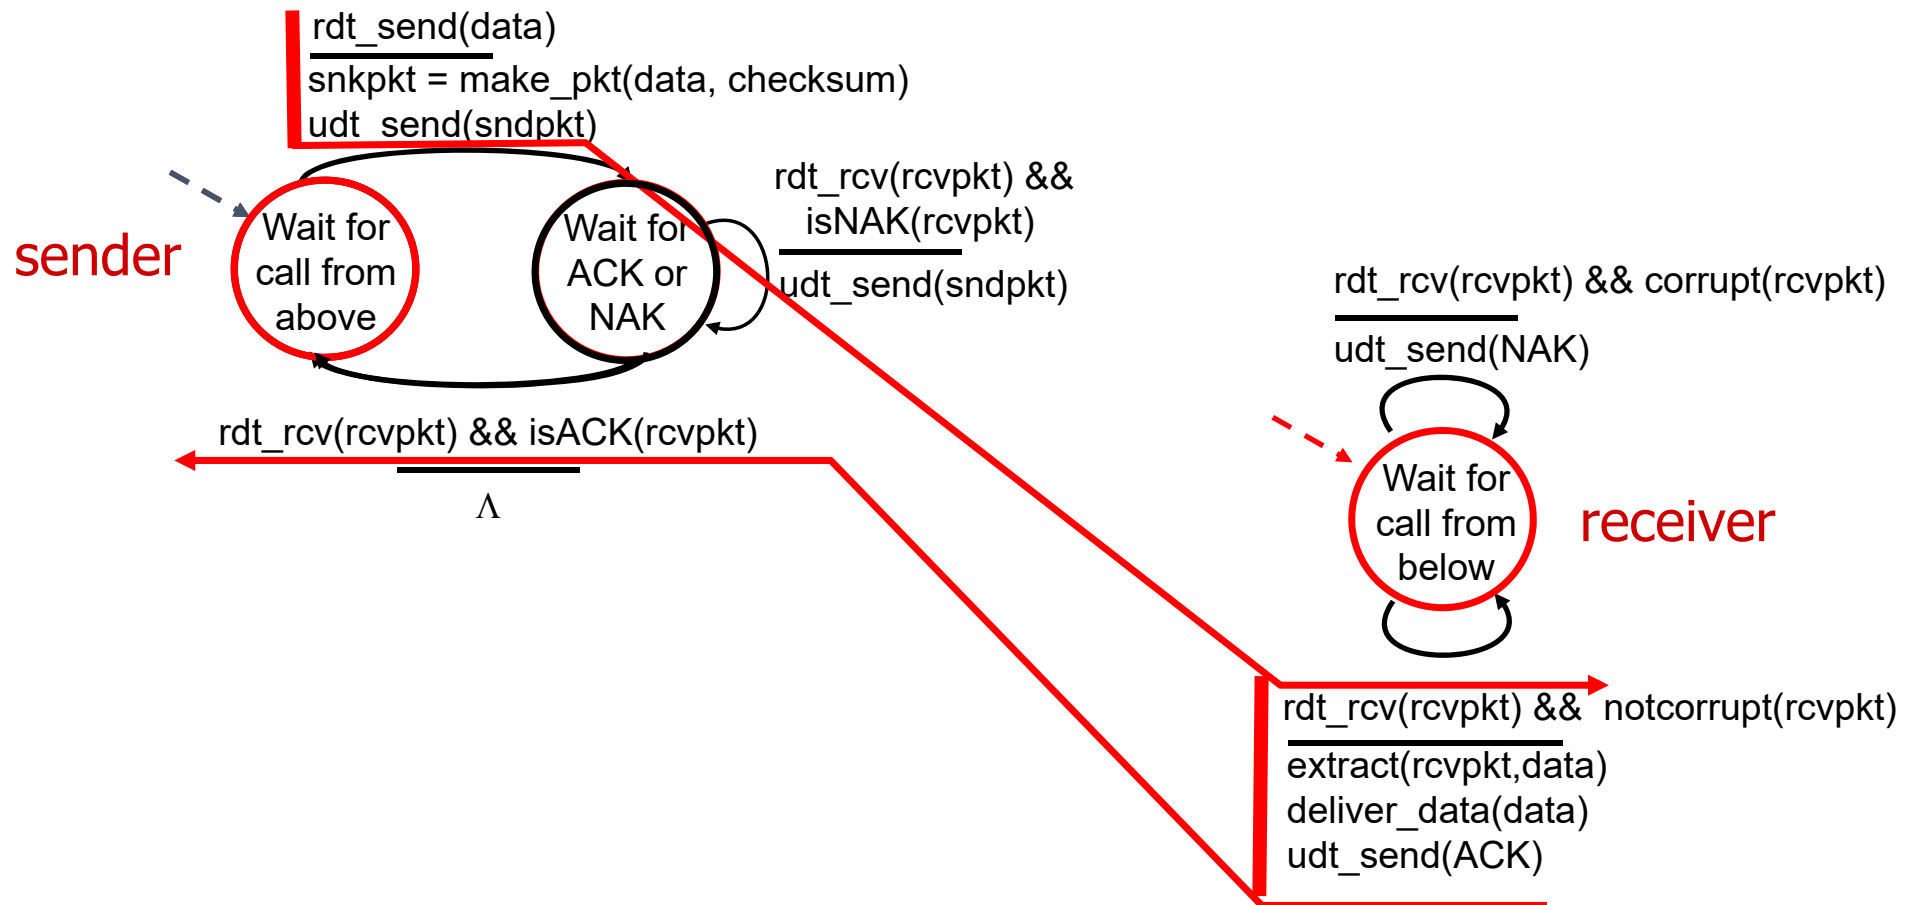 rdt_send(data)
snkpkt = make_pkt(data, checksum)
udt_send(sndpkt)
sender
Wait for
call from
above
Wait for
ACK or
NAK
rdt_rcv(rcvpkt) &&
isNAK(rcvpkt)
udt_send(sndpkt)
rdt_rcv(rcvpkt) && isACK(rcvpkt)
Λ
rdt_rcv(rcvpkt) && corrupt(rcvpkt)
udt_send(NAK)
Wait for
call from
below
receiver
rdt_rcv(rcvpkt) && notcorrupt(rcvpkt)
extract(rcvpkt,data)
deliver_data(data)
udt_send(ACK)